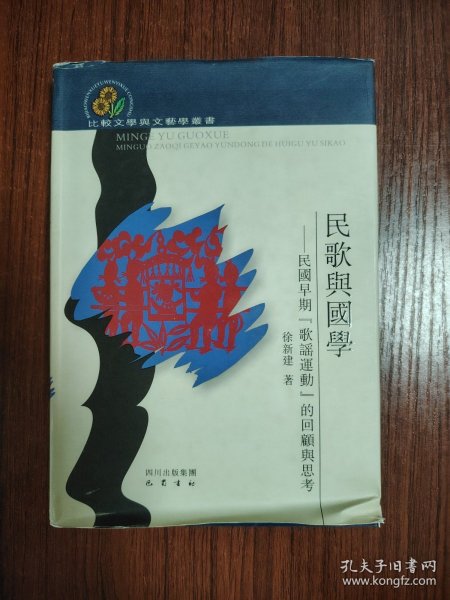 比較文學與文藝學叢書
MINGE YU GUOXUE
MINGUO ZAOQI GEYAO YUNDONG DE HUIGU YU SIKAO
民歌與國學
——民國早期『歌謡運動』的回顧與思考
徐新建 著
四川出版集團
巴蜀書社
孔夫子旧书网
www.kongfz.com